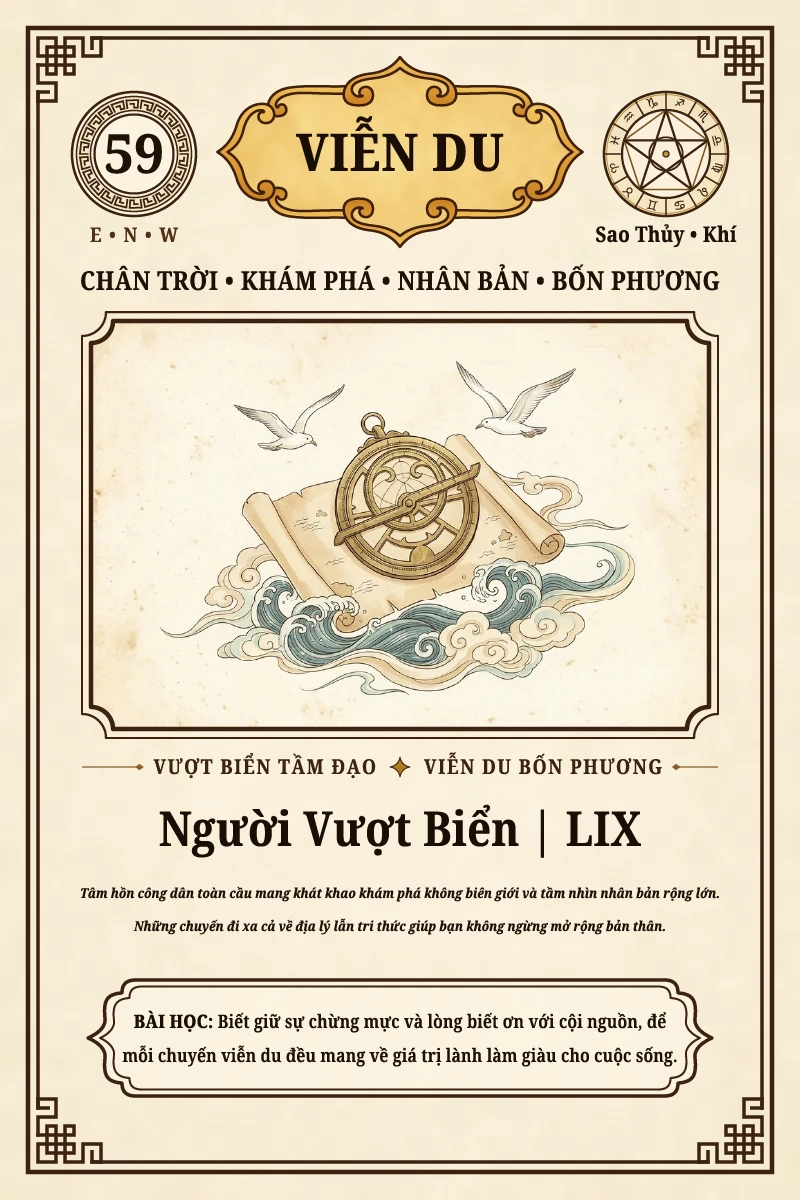 59
VIỄN DU
E • N • W
Sao Thủy • Khí
CHÂN TRỜI • KHÁM PHÁ • NHÂN BẢN • BỐN PHƯƠNG
VƯỢT BIỂN TẦM ĐẠO ✦ VIỄN DU BỐN PHƯƠNG
Người Vượt Biển | LIX
Tâm hồn công dân toàn cầu mang khát khao khám phá không biên giới và tầm nhìn nhân bản rộng lớn.
Những chuyến đi xa cả về địa lý lẫn tri thức giúp bạn không ngừng mở rộng bản thân.
BÀI HỌC: Biết giữ sự chừng mực và lòng biết ơn với cội nguồn, để
mỗi chuyến viễn du đều mang về giá trị lành làm giàu cho cuộc sống.